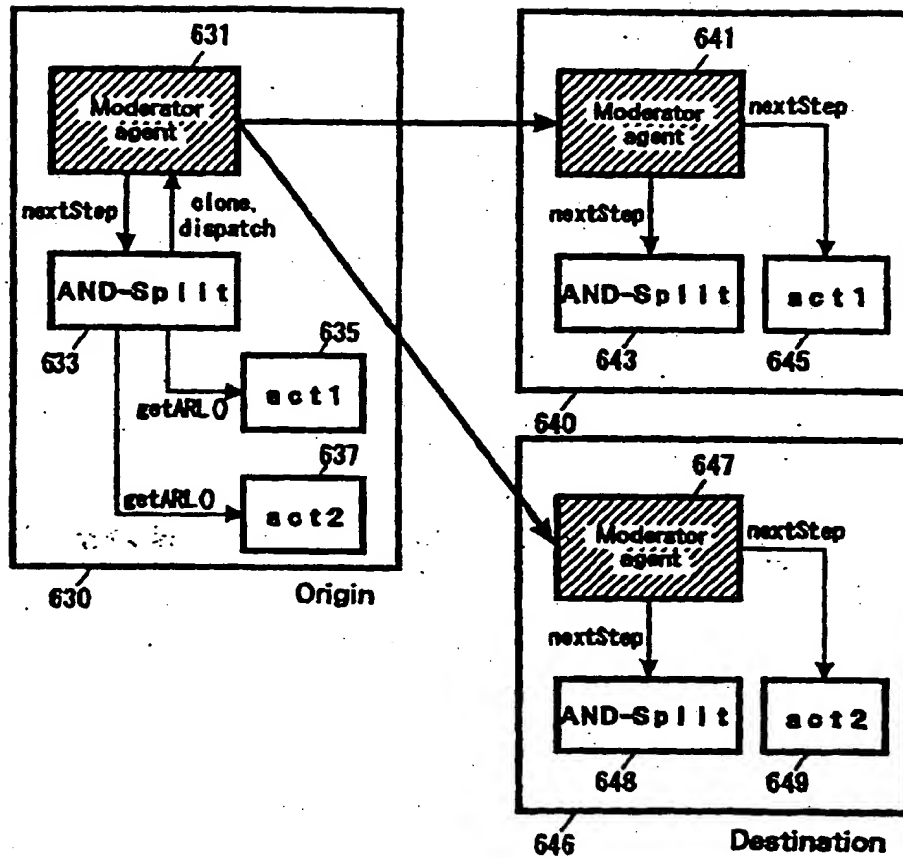 631
Moderator
agent
nextStep
clone,
dispatch
AND-Split
633
635
act1
getARL()
637
getARL()
act2
630
Origin
641
Moderator
agent
nextStep
nextStep
AND-Split
act1
643
645
640
647
Moderator
agent
nextStep
nextStep
AND-Split
act2
648
649
646
Destination